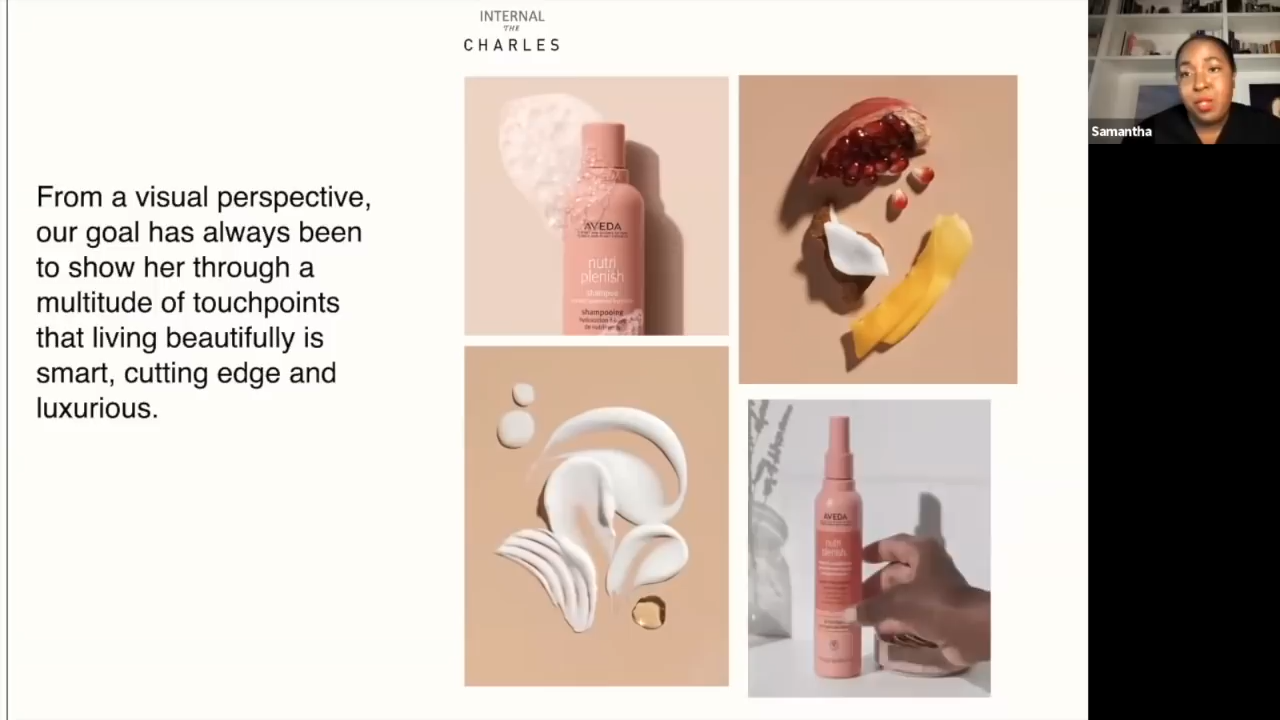 INTERNAL
THE
CHARLES
From a visual perspective,
our goal has always been
to show her through a
multitude of touchpoints
that living beautifully is
smart, cutting edge and
luxurious.
AVEDA
nutri
plenish
shampoo
shampooing
AVEDA
nutri
plenish
Samantha